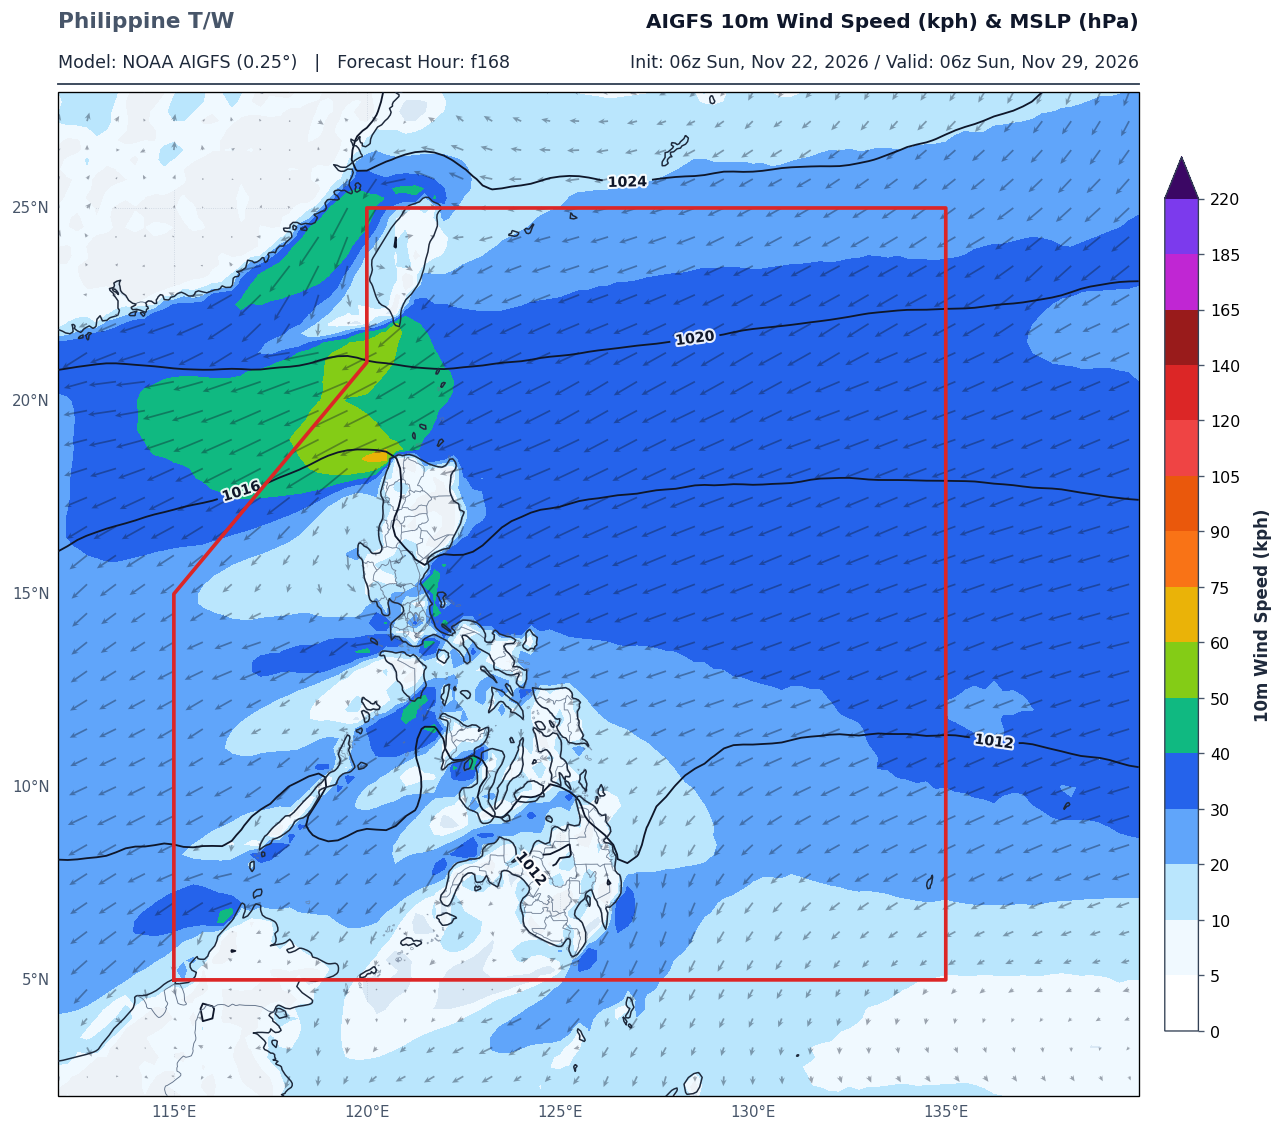 Philippine T/W
AIGFS 10m Wind Speed (kph) & MSLP (hPa)
Model: NOAA AIGFS (0.25°) | Forecast Hour: f168
Init: 06z Sun, Nov 22, 2026 / Valid: 06z Sun, Nov 29, 2026
1024
1020
1016
1012
1012
25°N
20°N
15°N
10°N
5°N
115°E
120°E
125°E
130°E
135°E
220
185
165
140
120
105
90
75
60
50
40
30
20
10
5
0
10m Wind Speed (kph)